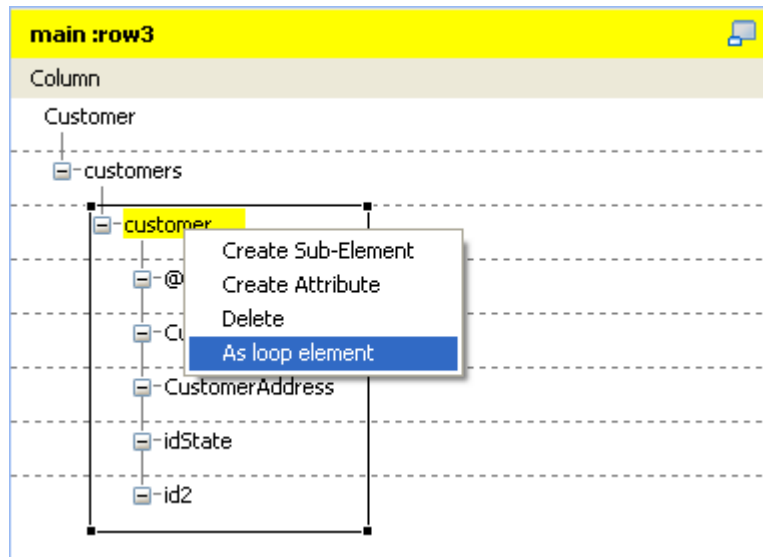 main :row3
Column
Customer
customers
customer
Create Sub-Element
@
Create Attribute
Delete
As loop element
CustomerAddress
idState
id2